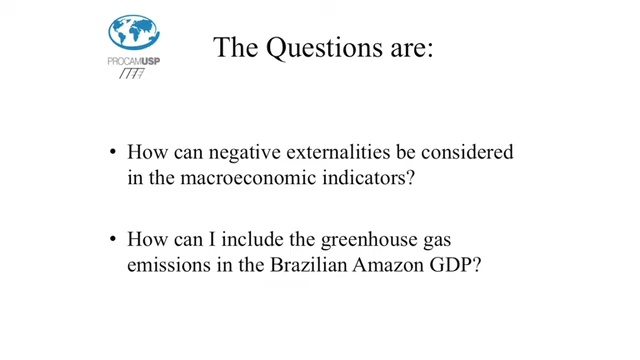 PROCAMUSP
The Questions are:
• How can negative externalities be considered
in the macroeconomic indicators?
• How can I include the greenhouse gas
emissions in the Brazilian Amazon GDP?